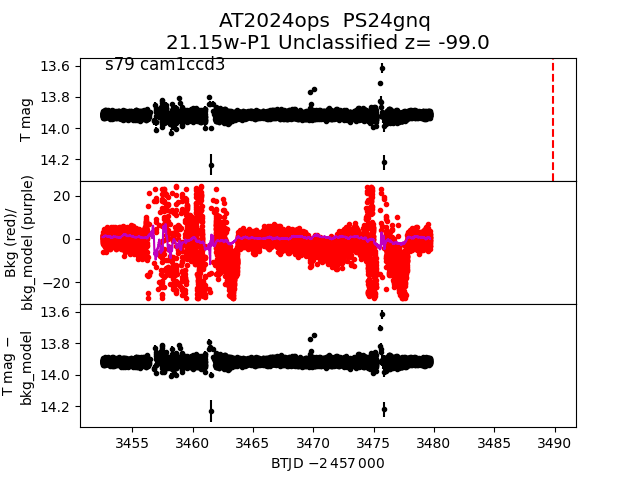 AT2024ops  PS24gnq
21.15w-P1 Unclassified z= -99.0
s79 cam1ccd3
13.6
13.8
14.0
14.2
T mag
20
0
−20
Bkg (red)/
bkg_model (purple)
13.6
13.8
14.0
14.2
T mag −
bkg_model
3455
3460
3465
3470
3475
3480
3485
3490
BTJD −2 457 000